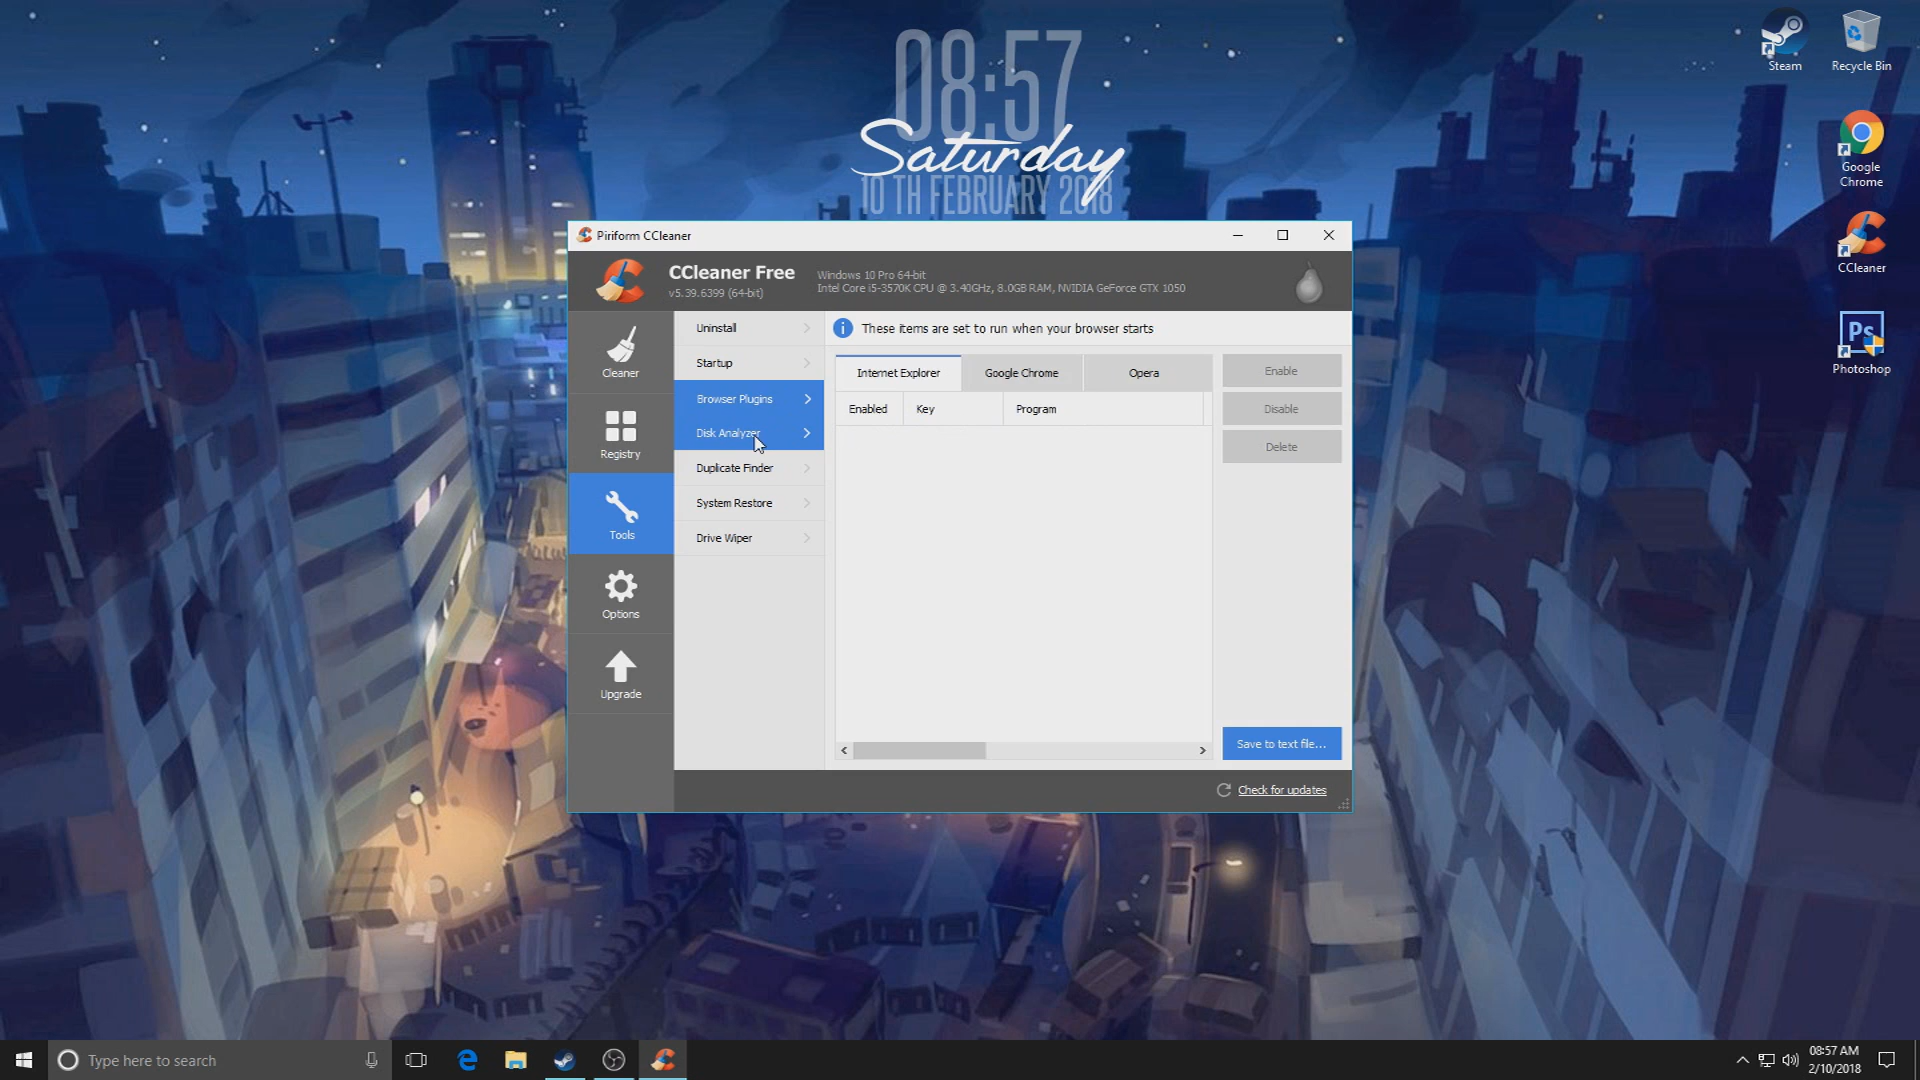 08:57
Saturday
10 TH FEBRUARY 2018
Steam
Recycle Bin
Google
Chrome
CCleaner
Ps
Photoshop
Piriform CCleaner
CCleaner Free
v5.39.6399 (64-bit)
Windows 10 Pro 64-bit
Intel Core i5-3570K CPU @ 3.40GHz, 8.0GB RAM, NVIDIA GeForce GTX 1050
Cleaner
Registry
Tools
Options
Upgrade
Uninstall
Startup
Browser Plugins
Disk Analyzer
Duplicate Finder
System Restore
Drive Wiper
These items are set to run when your browser starts
Internet Explorer
Google Chrome
Opera
Enabled
Key
Program
Enable
Disable
Delete
Save to text file...
Check for updates
Type here to search
08:57 AM
2/10/2018